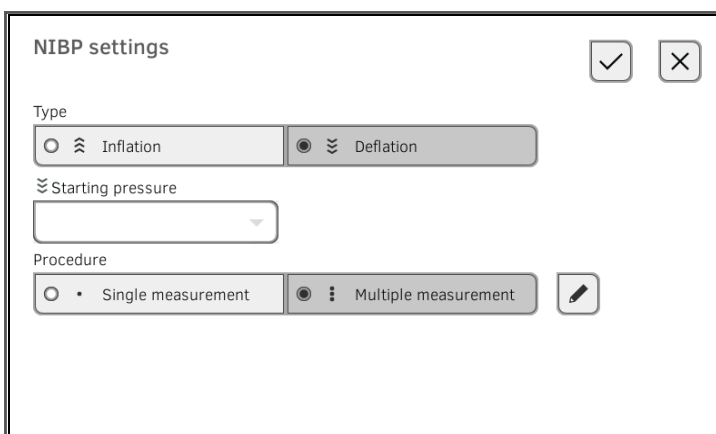 NIBP settings
Type
Inflation
Deflation
Starting pressure
Procedure
Single measurement
Multiple measurement